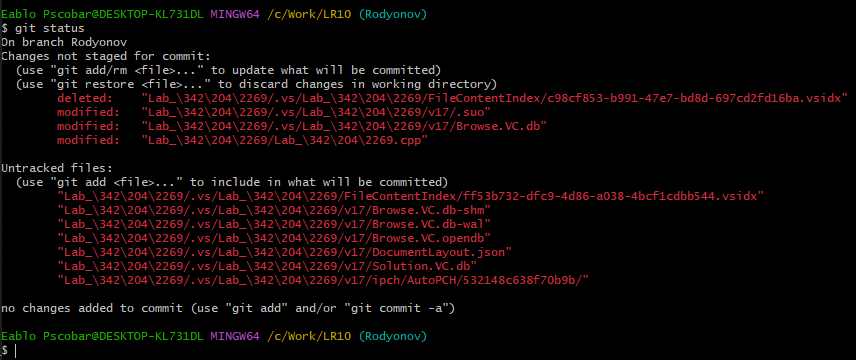 Eablo Pscobar@DESKTOP-KL731DL MINGW64 /c/Work/LR10 (Rodyonov)
$ git status
On branch Rodyonov
Changes not staged for commit:
  (use "git add/rm <file>..." to update what will be committed)
  (use "git restore <file>..." to discard changes in working directory)
        deleted:    "Lab_\342\204\2269/.vs/Lab_\342\204\2269/FileContentIndex/c98cf853-b991-47e7-bd8d-697cd2fd16ba.vsidx"
        modified:   "Lab_\342\204\2269/.vs/Lab_\342\204\2269/v17/.suo"
        modified:   "Lab_\342\204\2269/.vs/Lab_\342\204\2269/v17/Browse.VC.db"
        modified:   "Lab_\342\204\2269/Lab_\342\204\2269.cpp"
Untracked files:
  (use "git add <file>..." to include in what will be committed)
        "Lab_\342\204\2269/.vs/Lab_\342\204\2269/FileContentIndex/ff53b732-dfc9-4d86-a038-4bcf1cdbb544.vsidx"
        "Lab_\342\204\2269/.vs/Lab_\342\204\2269/v17/Browse.VC.db-shm"
        "Lab_\342\204\2269/.vs/Lab_\342\204\2269/v17/Browse.VC.db-wal"
        "Lab_\342\204\2269/.vs/Lab_\342\204\2269/v17/Browse.VC.opendb"
        "Lab_\342\204\2269/.vs/Lab_\342\204\2269/v17/DocumentLayout.json"
        "Lab_\342\204\2269/.vs/Lab_\342\204\2269/v17/Solution.VC.db"
        "Lab_\342\204\2269/.vs/Lab_\342\204\2269/v17/ipch/AutoPCH/532148c638f70b9b/"
no changes added to commit (use "git add" and/or "git commit -a")
Eablo Pscobar@DESKTOP-KL731DL MINGW64 /c/Work/LR10 (Rodyonov)
$